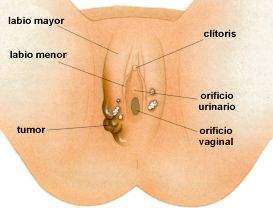 labio mayor
clítoris
labio menor
orificio
urinario
tumor
orificio
vaginal